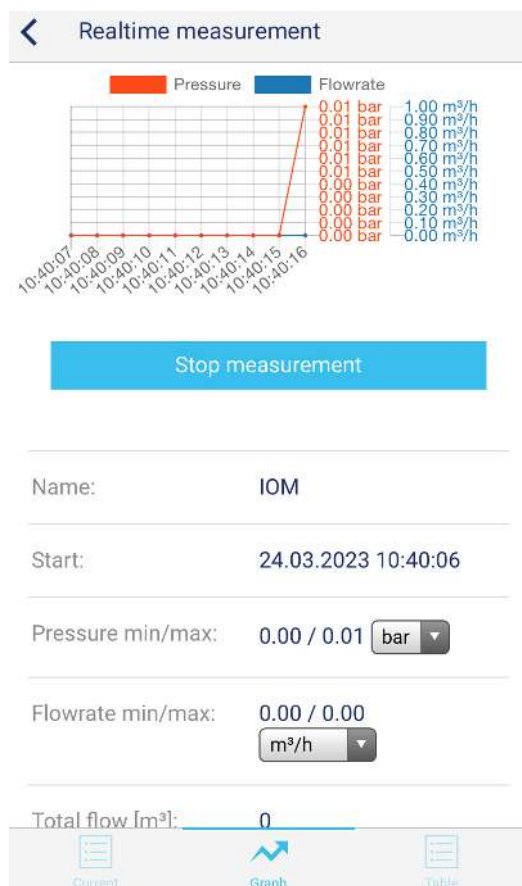 Realtime measurement
Pressure Flowrate
0.01 bar 1.00 m³/h
0.01 bar 0.90 m³/h
0.01 bar 0.80 m³/h
0.01 bar 0.70 m³/h
0.01 bar 0.60 m³/h
0.01 bar 0.50 m³/h
0.00 bar 0.40 m³/h
0.00 bar 0.30 m³/h
0.00 bar 0.20 m³/h
0.00 bar 0.10 m³/h
0.00 bar 0.00 m³/h
10:40:07
10:40:08
10:40:09
10:40:10
10:40:11
10:40:12
10:40:13
10:40:14
10:40:15
10:40:16
Stop measurement
Name: IOM
Start: 24.03.2023 10:40:06
Pressure min/max: 0.00 / 0.01 bar
Flowrate min/max: 0.00 / 0.00
m³/h
Total flow [m³]: 0
Current Graph Table